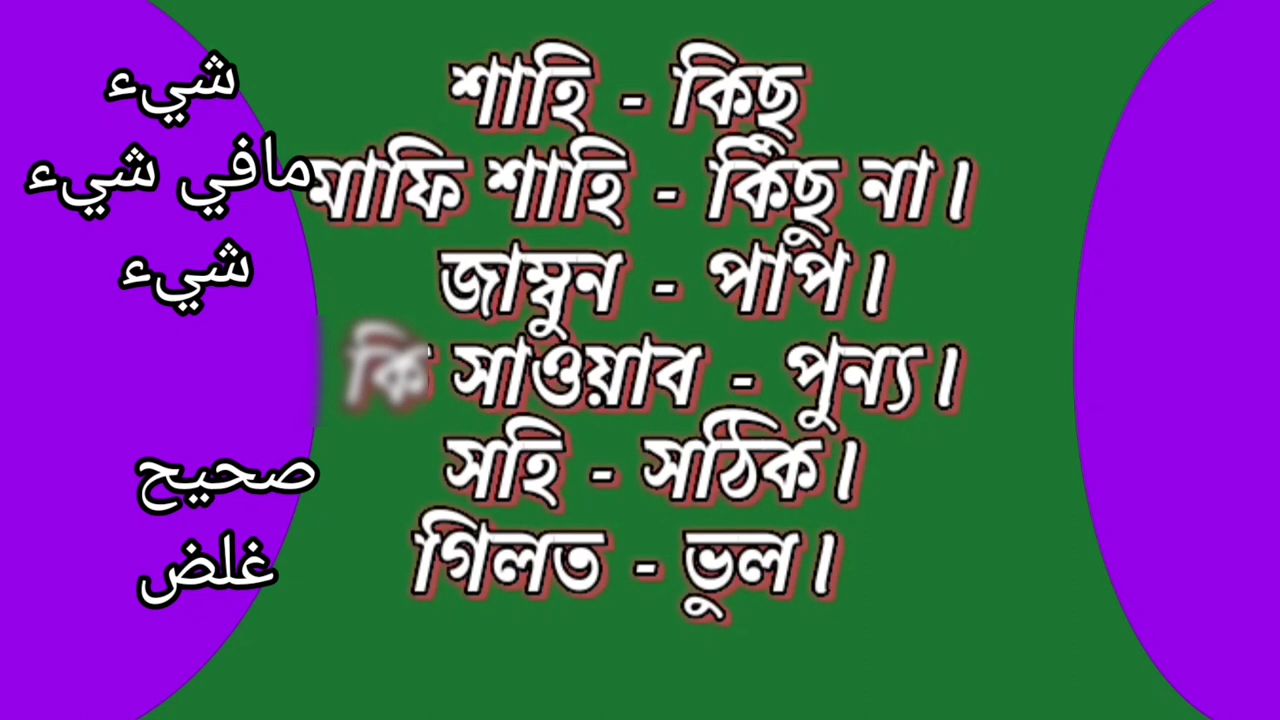 شيء শাহি - কিছু
مافي شيء মাফি শাহি - কিছু না।
شيء জাম্বুন - পাপ।
কি সাওয়াব - পুন্য।
صحيح সহি - সঠিক।
غلض গিলত - ভুল।